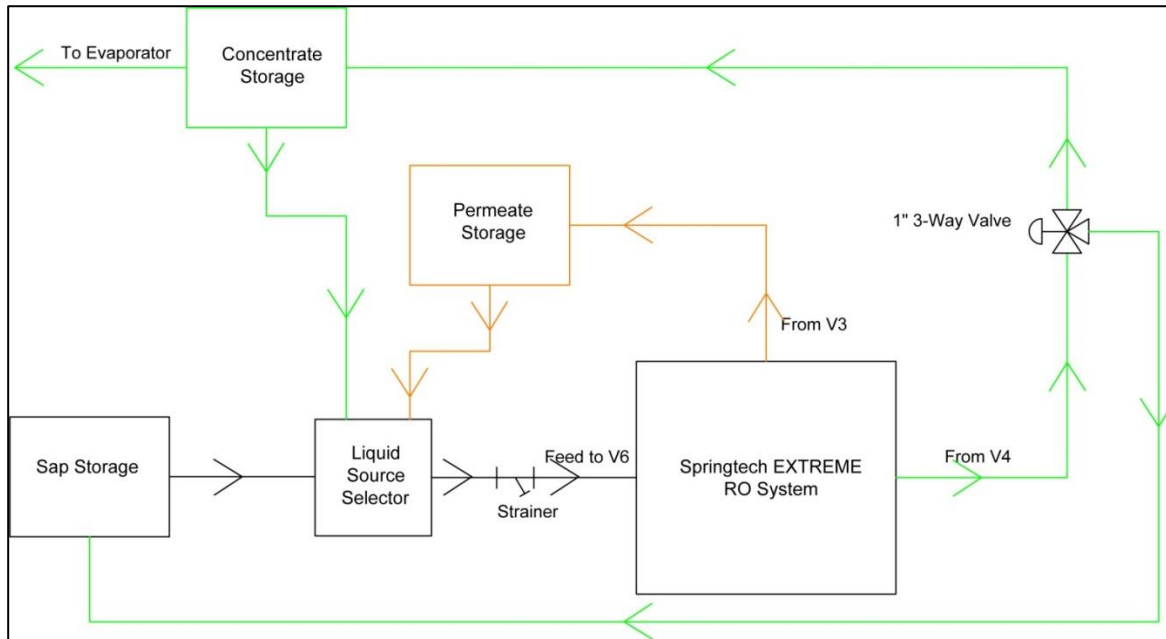 To Evaporator
Concentrate
Storage
Permeate
Storage
1" 3-Way Valve
From V3
Sap Storage
Liquid
Source
Selector
Feed to V6
Strainer
Springtech EXTREME
RO System
From V4